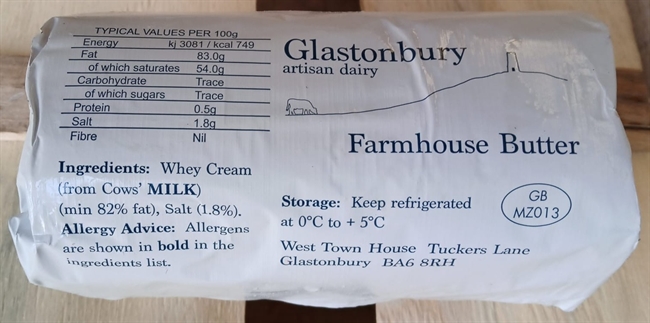 TYPICAL VALUES PER 100g
Energy kj 3081 / kcal 749
Fat 83.0g
of which saturates 54.0g
Carbohydrate Trace
of which sugars Trace
Protein 0.5g
Salt 1.8g
Fibre Nil
Ingredients: Whey Cream
(from Cows' MILK)
(min 82% fat), Salt (1.8%).
Allergy Advice: Allergens
are shown in bold in the
ingredients list.
Glastonbury
artisan dairy
Farmhouse Butter
Storage: Keep refrigerated
at 0°C to + 5°C
GB
MZ013
West Town House Tuckers Lane
Glastonbury BA6 8RH